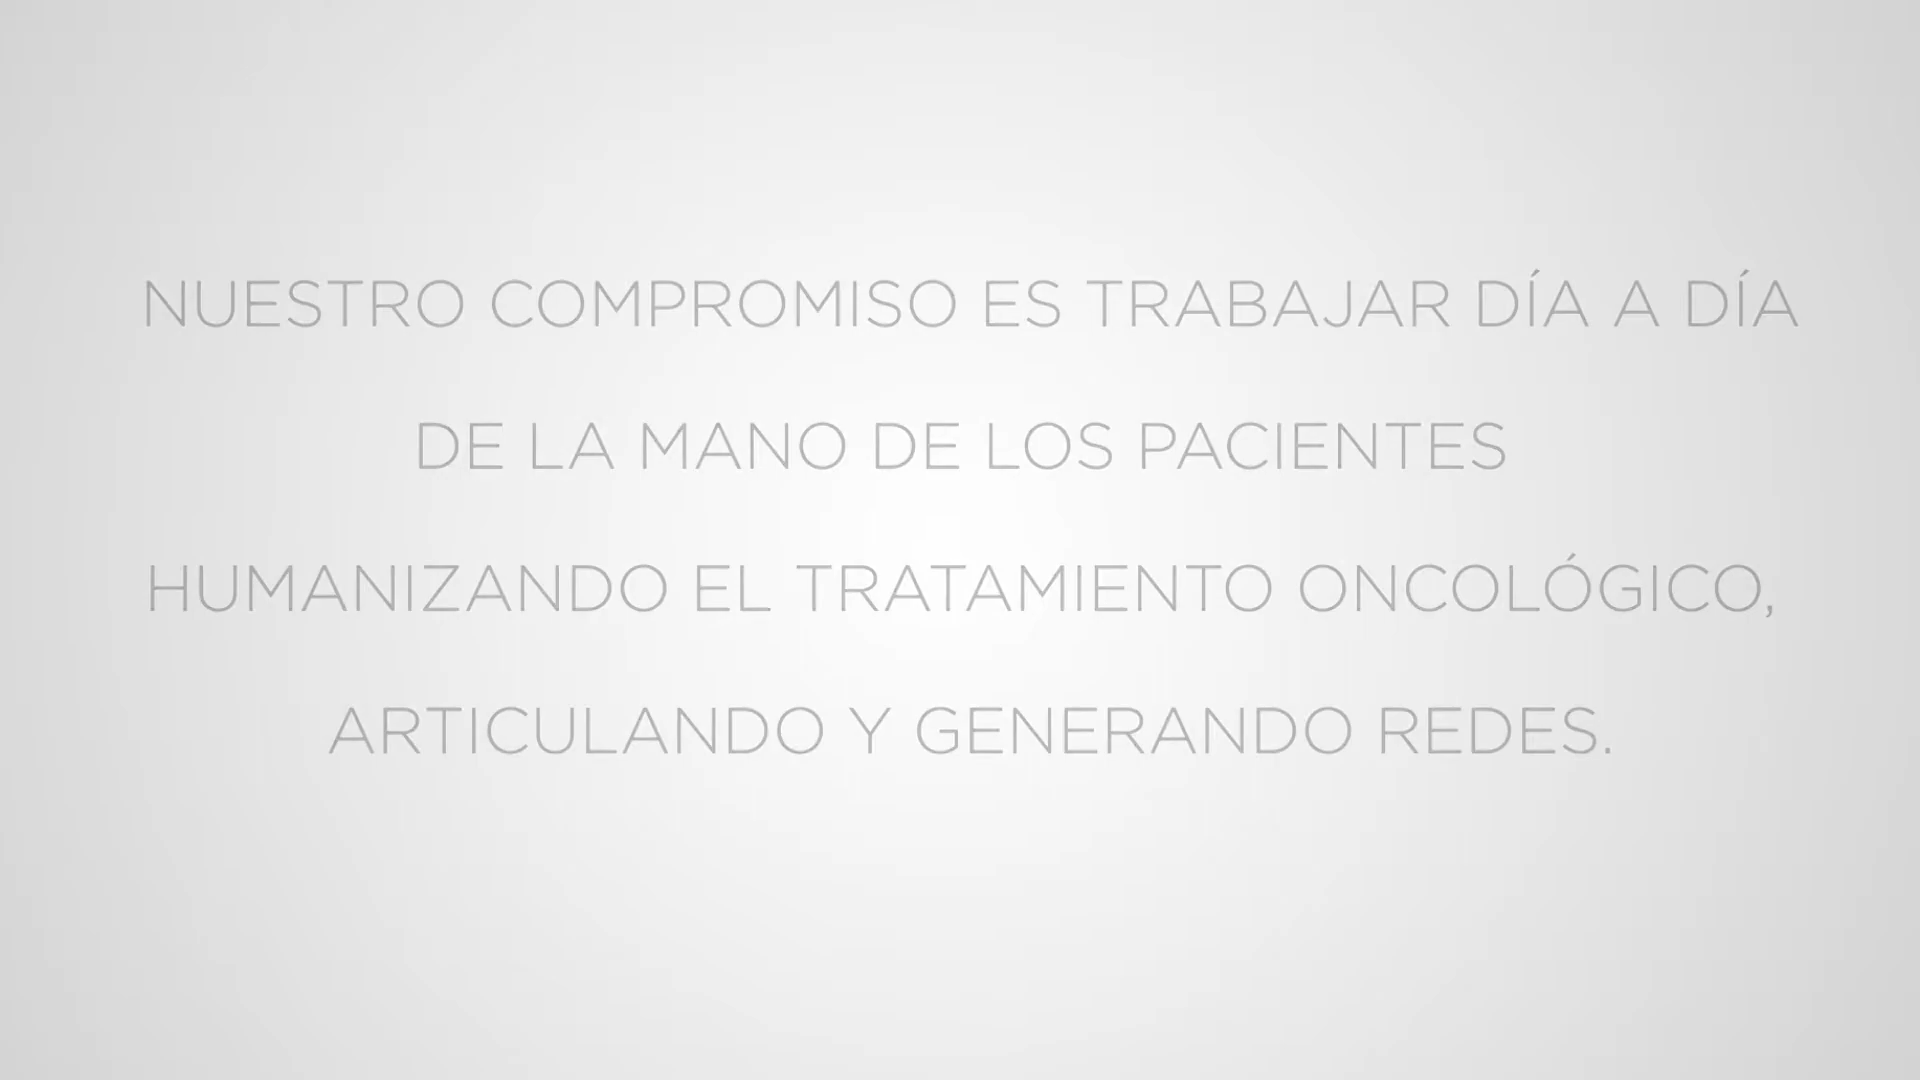 NUESTRO COMPROMISO ES TRABAJAR DÍA A DÍA
DE LA MANO DE LOS PACIENTES
HUMANIZANDO EL TRATAMIENTO ONCOLÓGICO,
ARTICULANDO Y GENERANDO REDES.